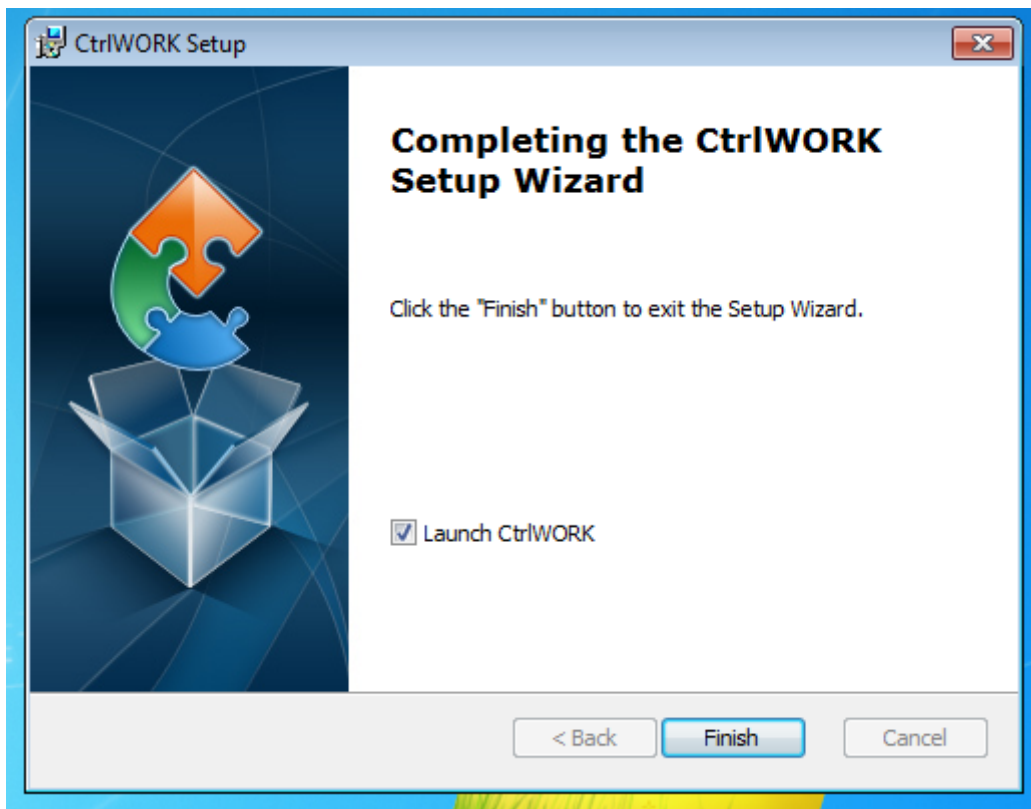 CtrlWORK Setup
Completing the CtrlWORK
Setup Wizard
Click the "Finish" button to exit the Setup Wizard.
Launch CtrlWORK
< Back
Finish
Cancel